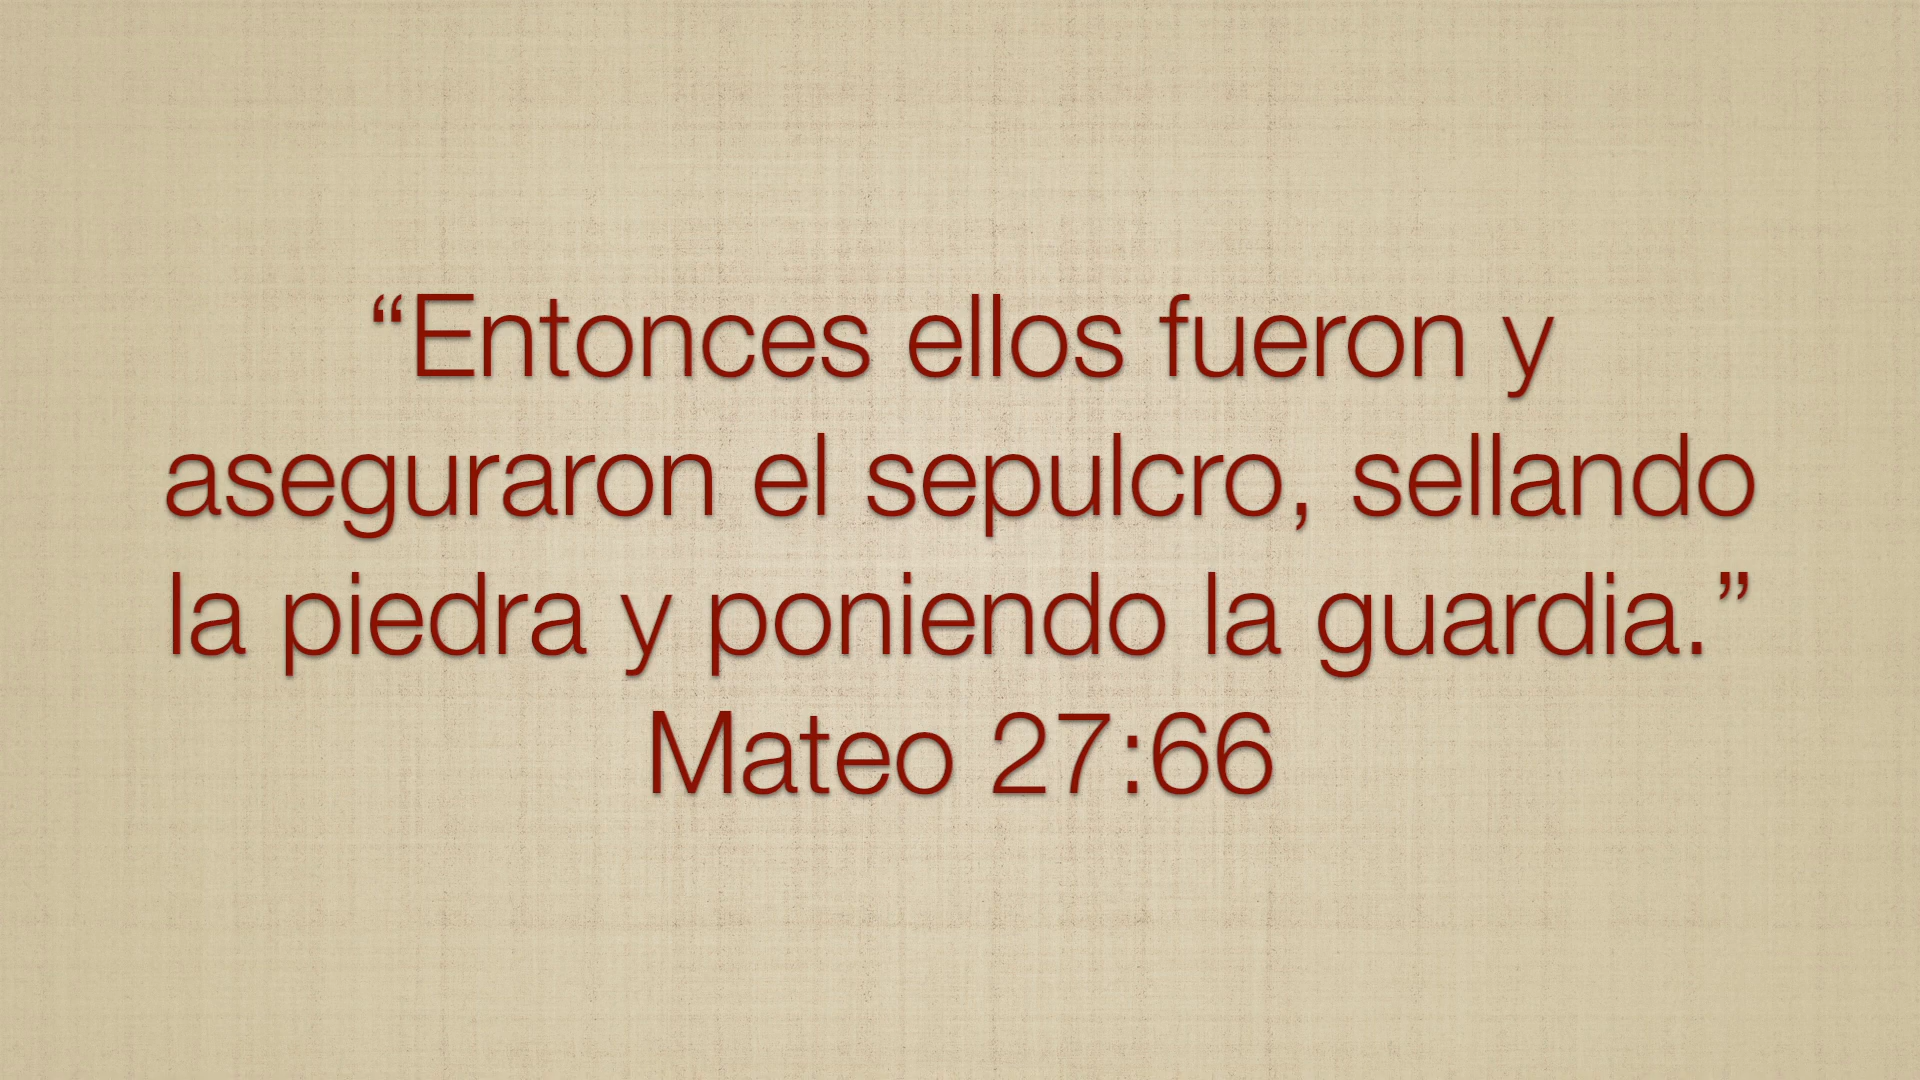 “Entonces ellos fueron y
aseguraron el sepulcro, sellando
la piedra y poniendo la guardia.”
Mateo 27:66